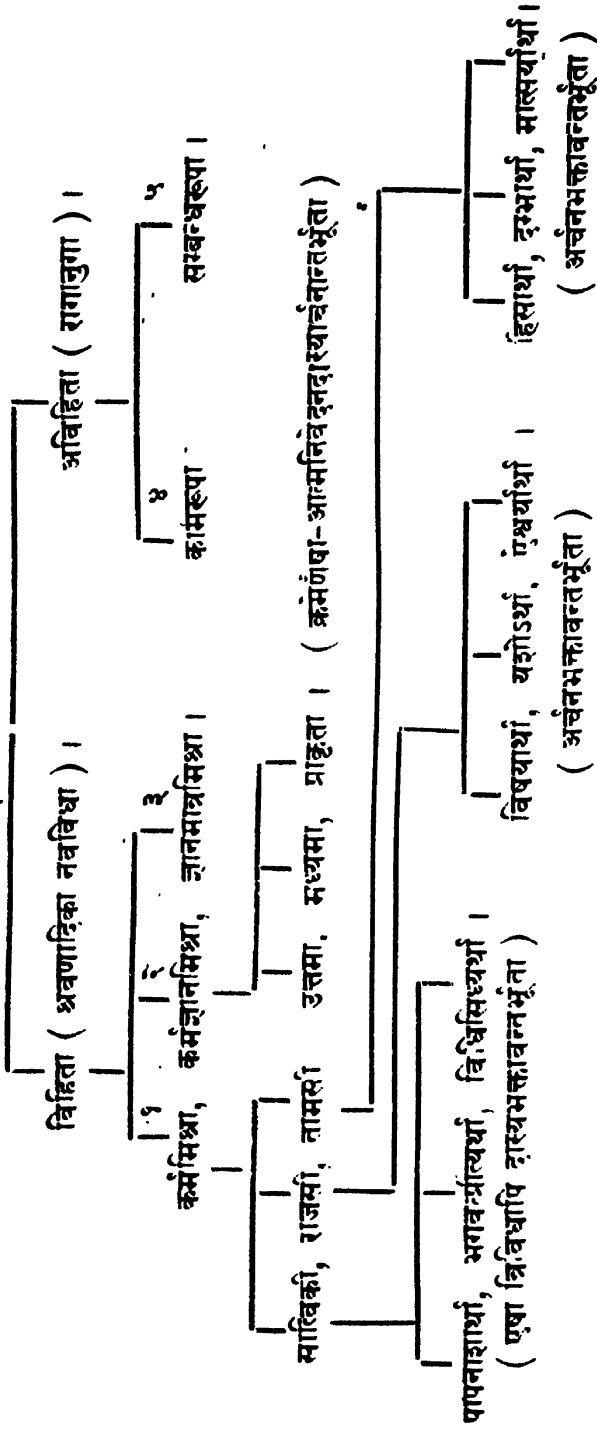 विहिता ( श्रवणादिका नवविधा ) । अविहिता ( रागानुगा ) ।
१ २ ३ ४ ५
कर्ममिश्रा, कर्मज्ञानमिश्रा, ज्ञानमात्रमिश्रा । कामरूपा सम्बन्धरूपा ।
सात्त्विकी, राजसी, तामसी उत्तमा, मध्यमा, प्राकृता । ( क्रमेणैषा-आत्मनिवेदनदास्यार्चनान्तर्भूता )
पापनाशार्था, भगवत्प्रीत्यर्था, विधिसिध्यर्था । विषयार्था, यशोऽर्था, ऐश्वर्यार्था । हिंसार्था, दम्भार्था, मात्सर्यार्था ।
( एषा त्रिविधापि दास्यभक्तावन्तर्भूता ) ( अर्चनभक्तावन्तर्भूता ) ( अर्चनभक्तावन्तर्भूता )